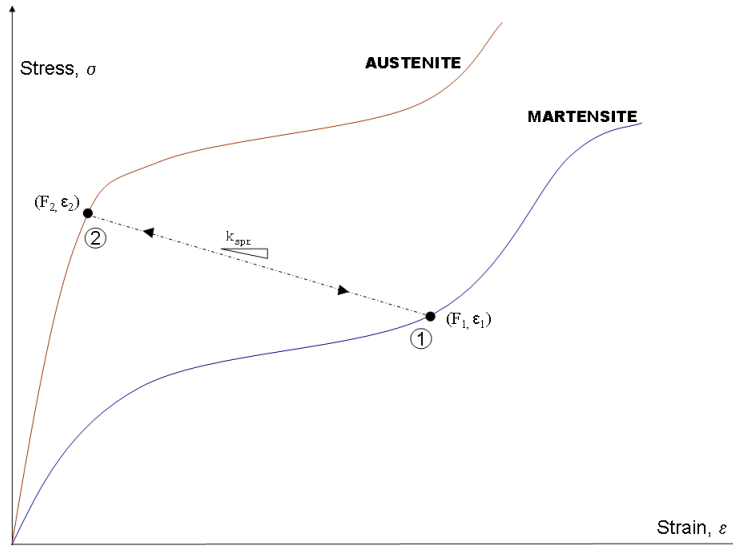 Stress, σ
AUSTENITE
MARTENSITE
(F₂, ε₂)
②
kₛₚᵣ
(F₁, ε₁)
①
Strain, ε